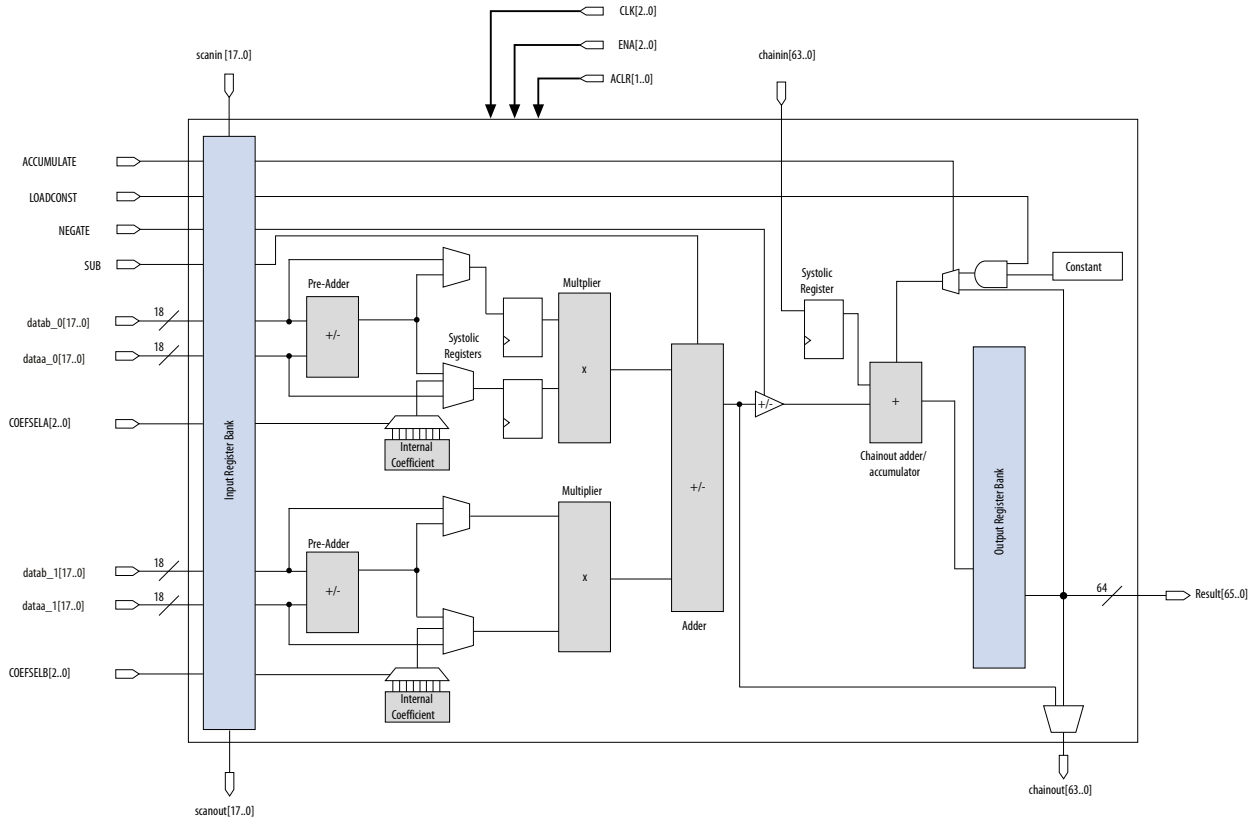 CLK[2..0]
ENA[2..0]
ACLR[1..0]
scanin [17..0]
chainin[63..0]
ACCUMULATE
LOADCONST
NEGATE
SUB
datab_0[17..0]
18
dataa_0[17..0]
18
COEFSELA[2..0]
datab_1[17..0]
18
dataa_1[17..0]
18
COEFSELB[2..0]
Input Register Bank
Pre-Adder
+/-
Systolic
Registers
Internal
Coefficient
Multplier
x
Pre-Adder
+/-
Internal
Coefficient
Multiplier
x
+/-
Adder
+/-
Systolic
Register
+
Chainout adder/
accumulator
Constant
Output Register Bank
64
Result[65..0]
scanout[17..0]
chainout[63..0]